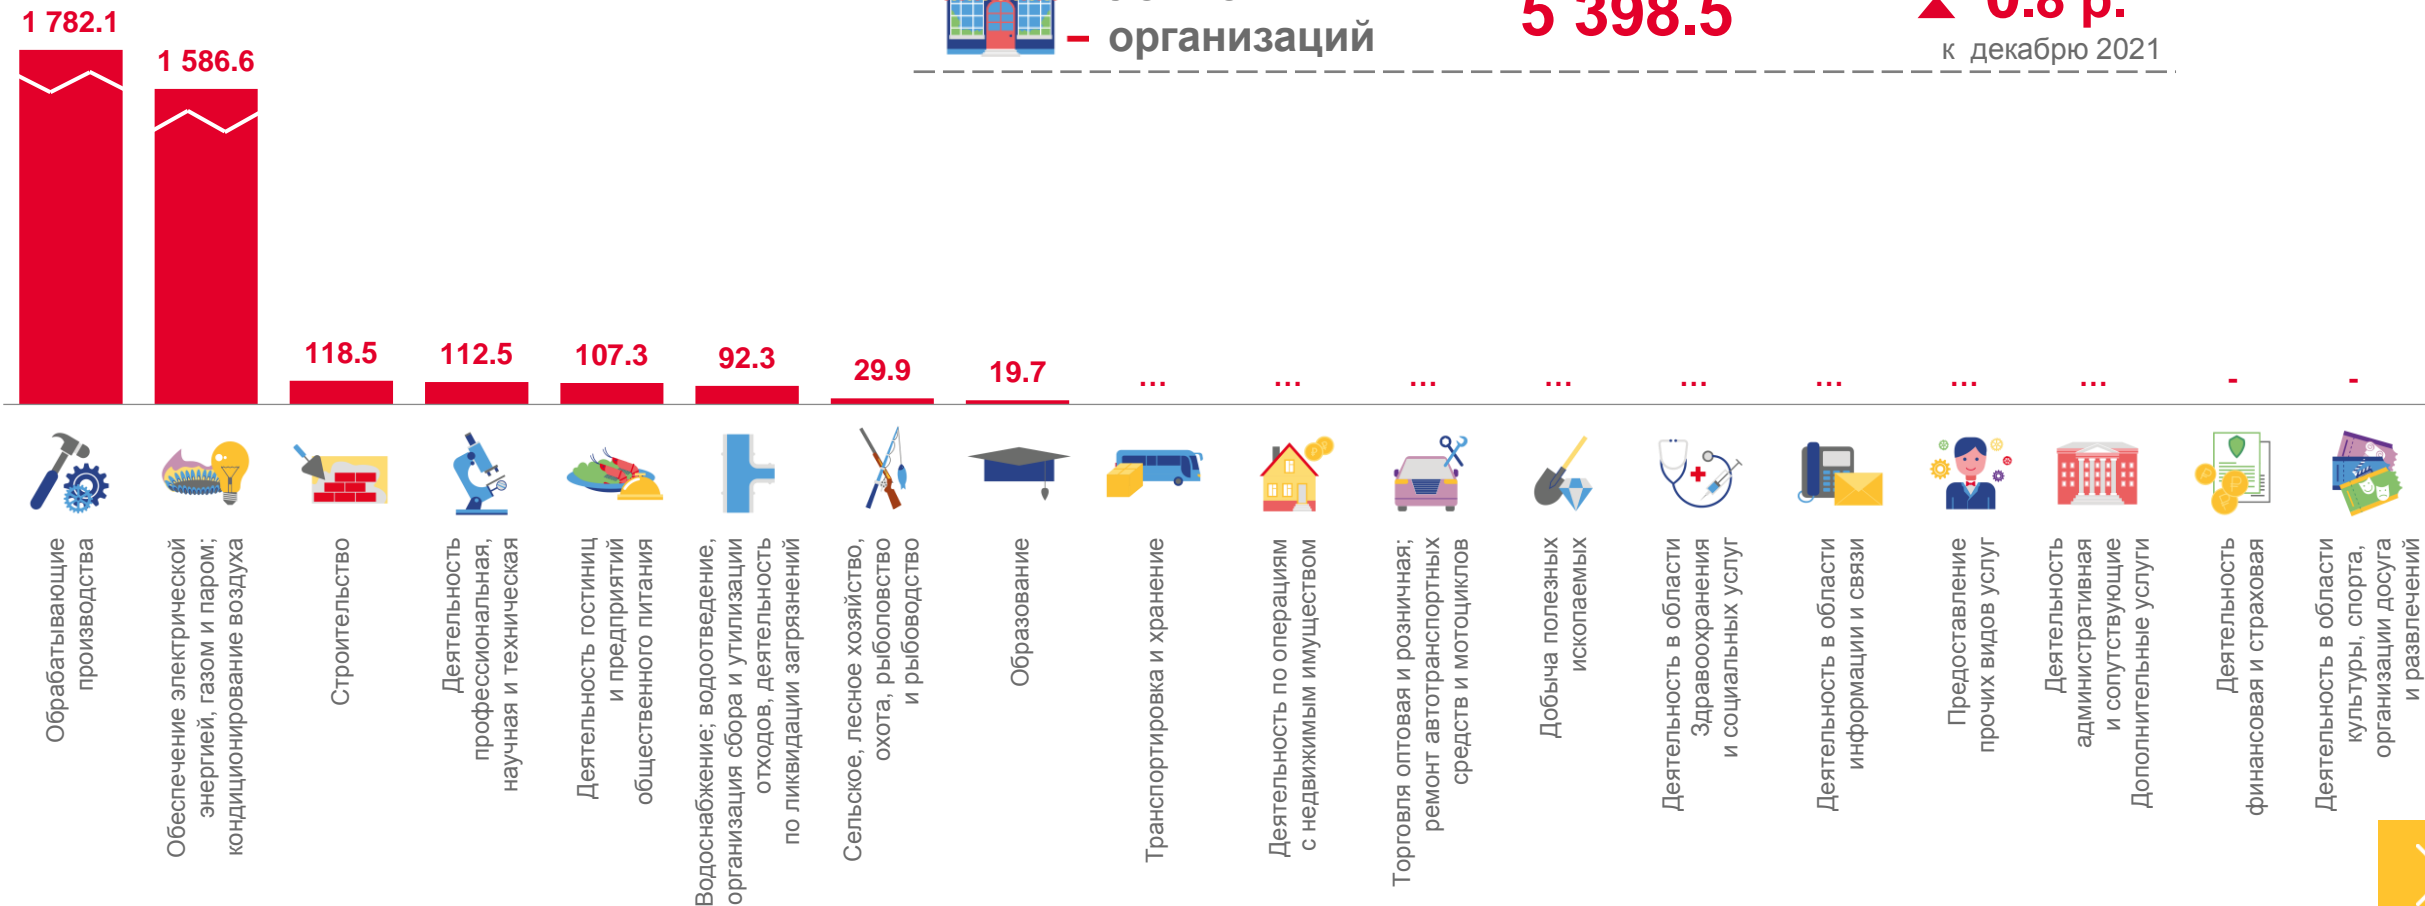 5 398.5
0.8 р.
– организаций
к декабрю 2021
1 782.1
1 586.6
118.5
112.5
107.3
92.3
29.9
19.7
...
...
...
...
...
...
...
...
-
-
Обрабатывающие
производства
Обеспечение электрической
энергией, газом и паром;
кондиционирование воздуха
Строительство
Деятельность
профессиональная,
научная и техническая
Деятельность гостиниц
и предприятий
общественного питания
Водоснабжение; водоотведение,
организация сбора и утилизации
отходов, деятельность
по ликвидации загрязнений
Сельское, лесное хозяйство,
охота, рыболовство
и рыбоводство
Образование
Транспортировка и хранение
Деятельность по операциям
с недвижимым имуществом
Торговля оптовая и розничная;
ремонт автотранспортных
средств и мотоциклов
Добыча полезных
ископаемых
Деятельность в области
Здравоохранения
и социальных услуг
Деятельность в области
информации и связи
Предоставление
прочих видов услуг
Деятельность
административная
и сопутствующие
Дополнительные услуги
Деятельность
финансовая и страховая
Деятельность в области
культуры, спорта,
организации досуга
и развлечений